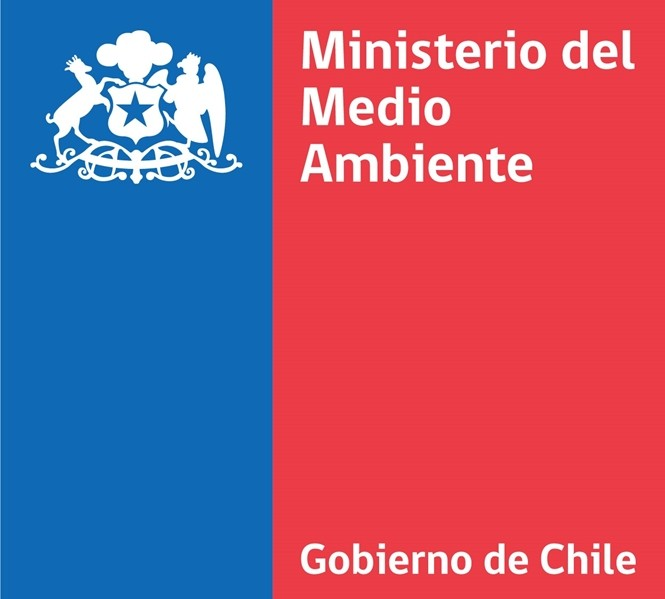 Ministerio del
Medio
Ambiente
Gobierno de Chile